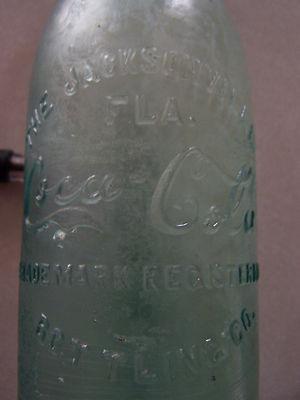 THE JACKSONVILLE
FLA.
Coca-Cola
TRADE MARK REGISTERED
BOTTLING CO.